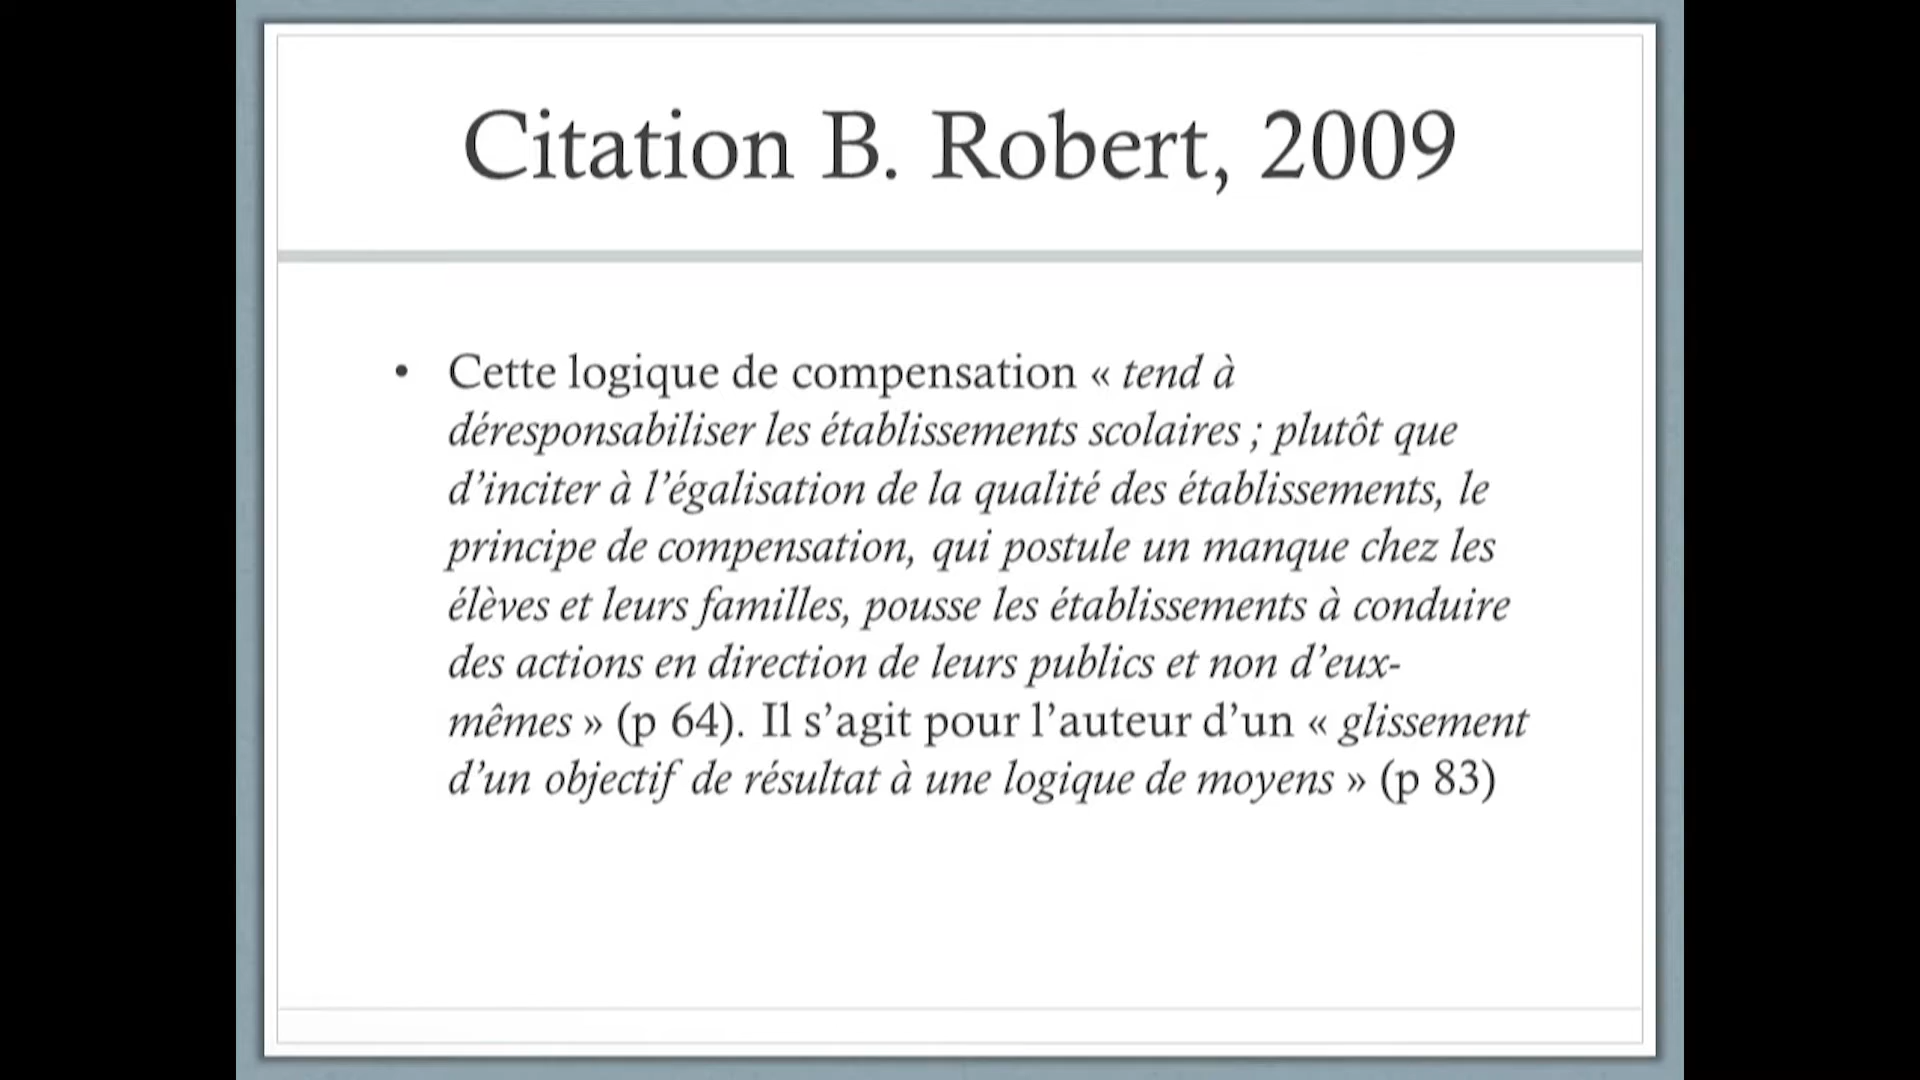 Citation B. Robert, 2009
• Cette logique de compensation « tend à
déresponsabiliser les établissements scolaires ; plutôt que
d’inciter à l’égalisation de la qualité des établissements, le
principe de compensation, qui postule un manque chez les
élèves et leurs familles, pousse les établissements à conduire
des actions en direction de leurs publics et non d’eux-
mêmes » (p 64). Il s’agit pour l’auteur d’un « glissement
d’un objectif de résultat à une logique de moyens » (p 83)